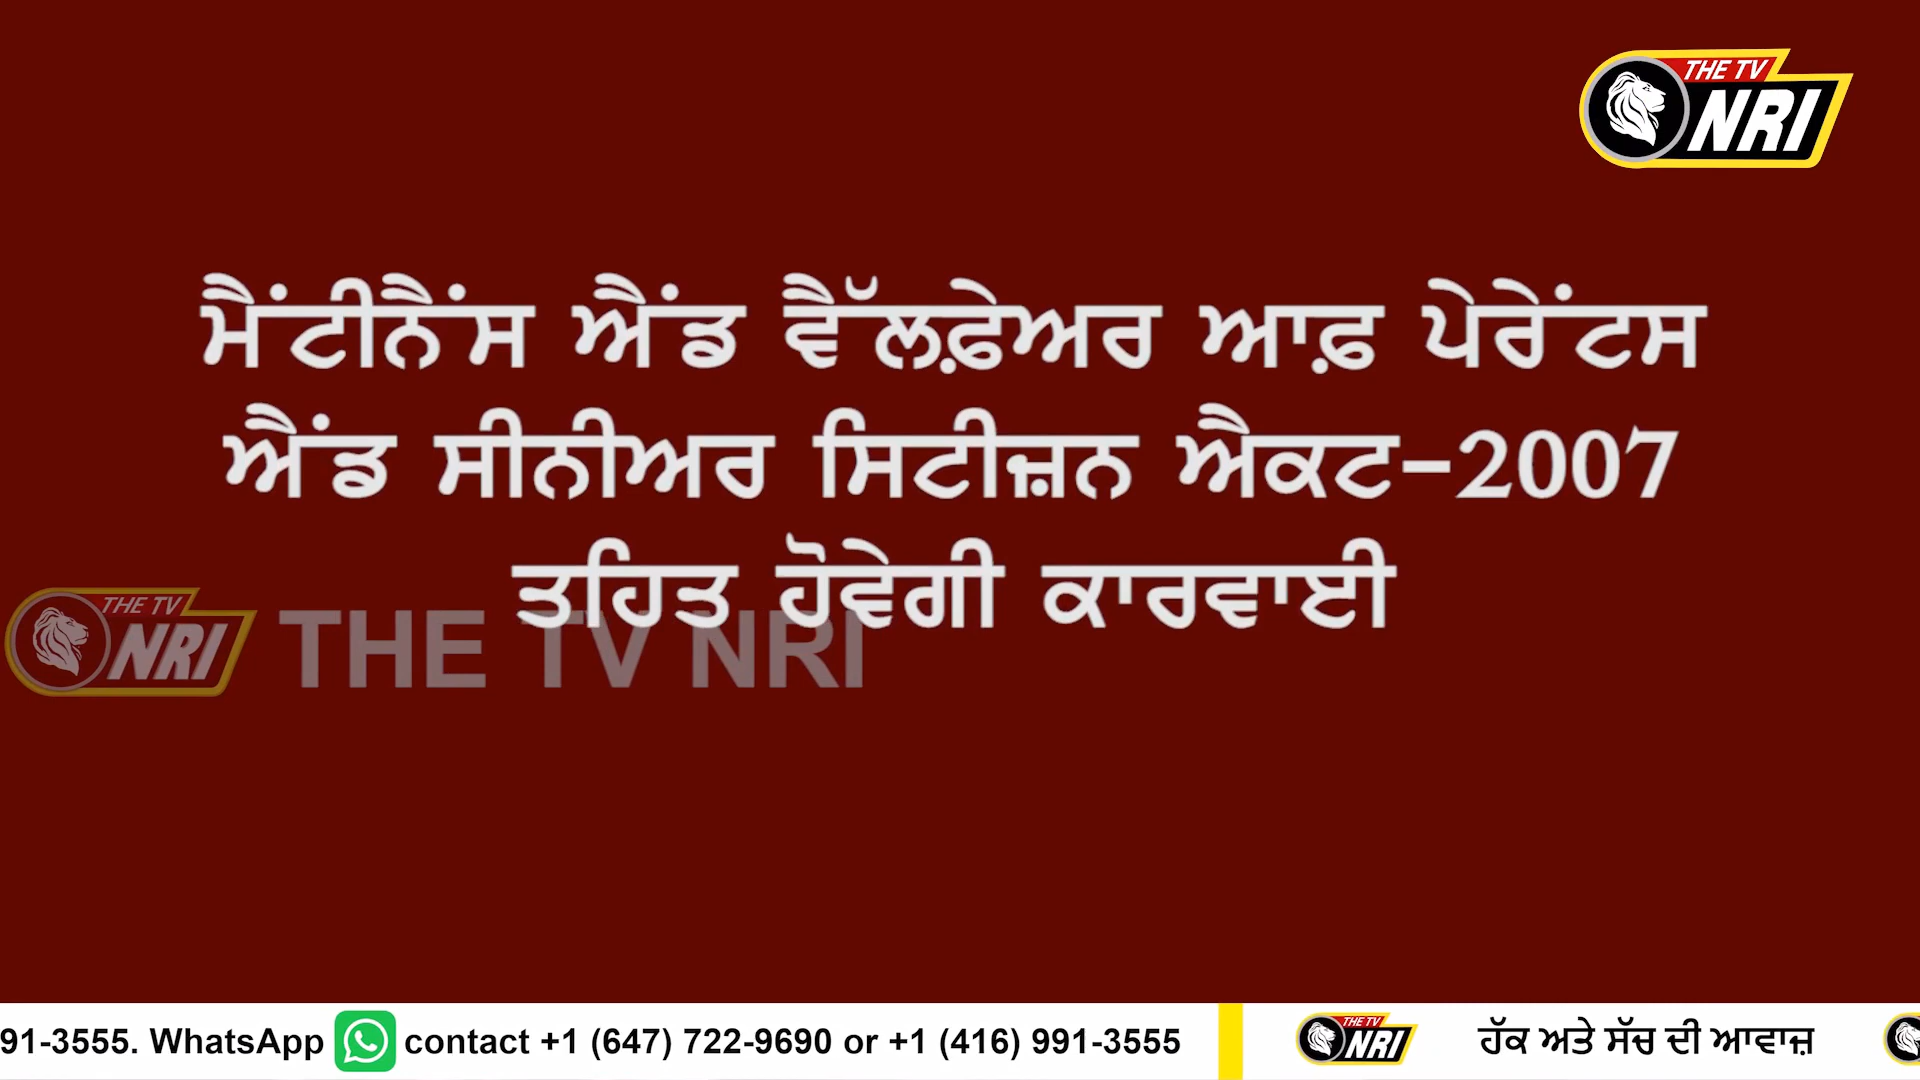 THE TV
NRI
ਮੈਂਟੀਨੈਂਸ ਐਂਡ ਵੈੱਲਫ਼ੇਅਰ ਆਫ਼ ਪੇਰੇਂਟਸ
ਐਂਡ ਸੀਨੀਅਰ ਸਿਟੀਜ਼ਨ ਐਕਟ-2007
ਤਹਿਤ ਹੋਵੇਗੀ ਕਾਰਵਾਈ
THE TV
NRI
THE TV NRI
91-3555. WhatsApp contact +1 (647) 722-9690 or +1 (416) 991-3555
THE TV
NRI
ਹੱਕ ਅਤੇ ਸੱਚ ਦੀ ਆਵਾਜ਼